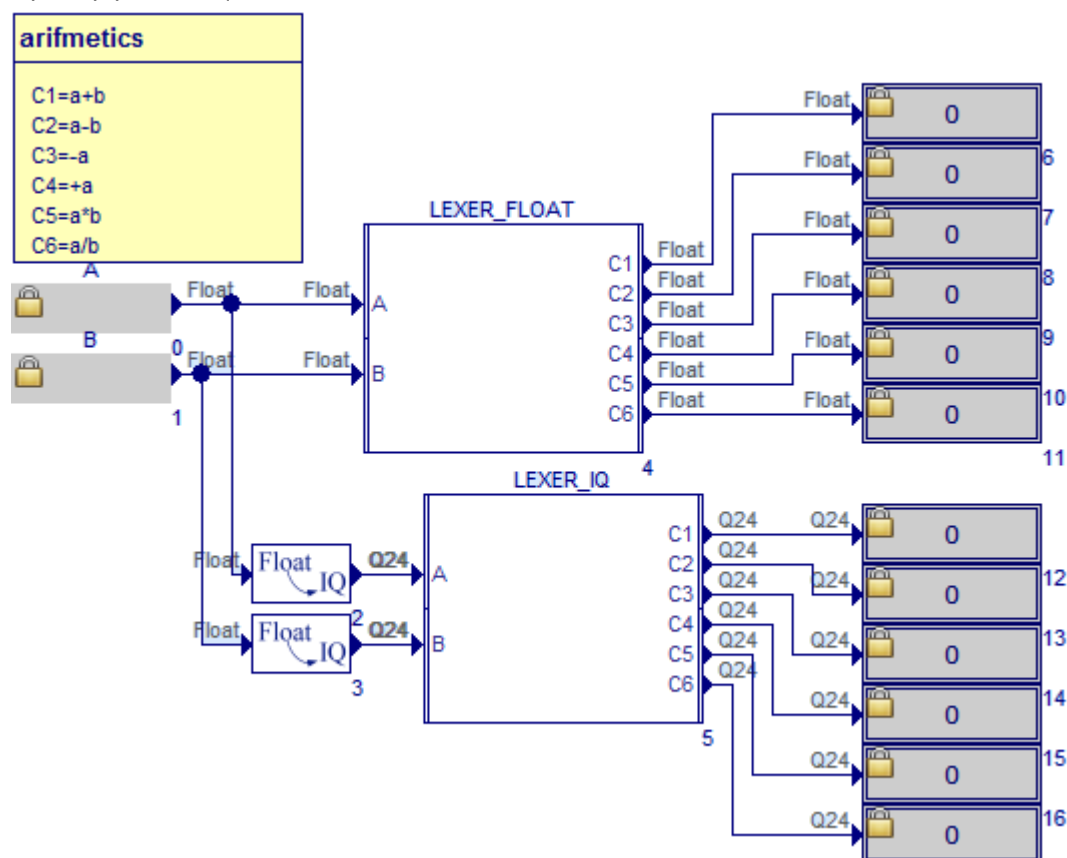 arifmetics
C1=a+b
C2=a-b
C3=-a
C4=+a
C5=a*b
C6=a/b
A
Float
Float
0
B
Float
Float
1
LEXER_FLOAT
A
B
C1
C2
C3
C4
C5
C6
4
Float
Float
Float
Float
Float
Float
Float
0
6
Float
0
7
Float
0
8
Float
0
9
Float
0
10
Float
0
11
Float
Float
IQ
2
Q24
Float
Float
IQ
3
Q24
LEXER_IQ
A
B
C1
C2
C3
C4
C5
C6
5
Q24
Q24
Q24
Q24
Q24
Q24
Q24
0
12
Q24
0
13
0
14
Q24
0
15
Q24
0
16
Q24
0